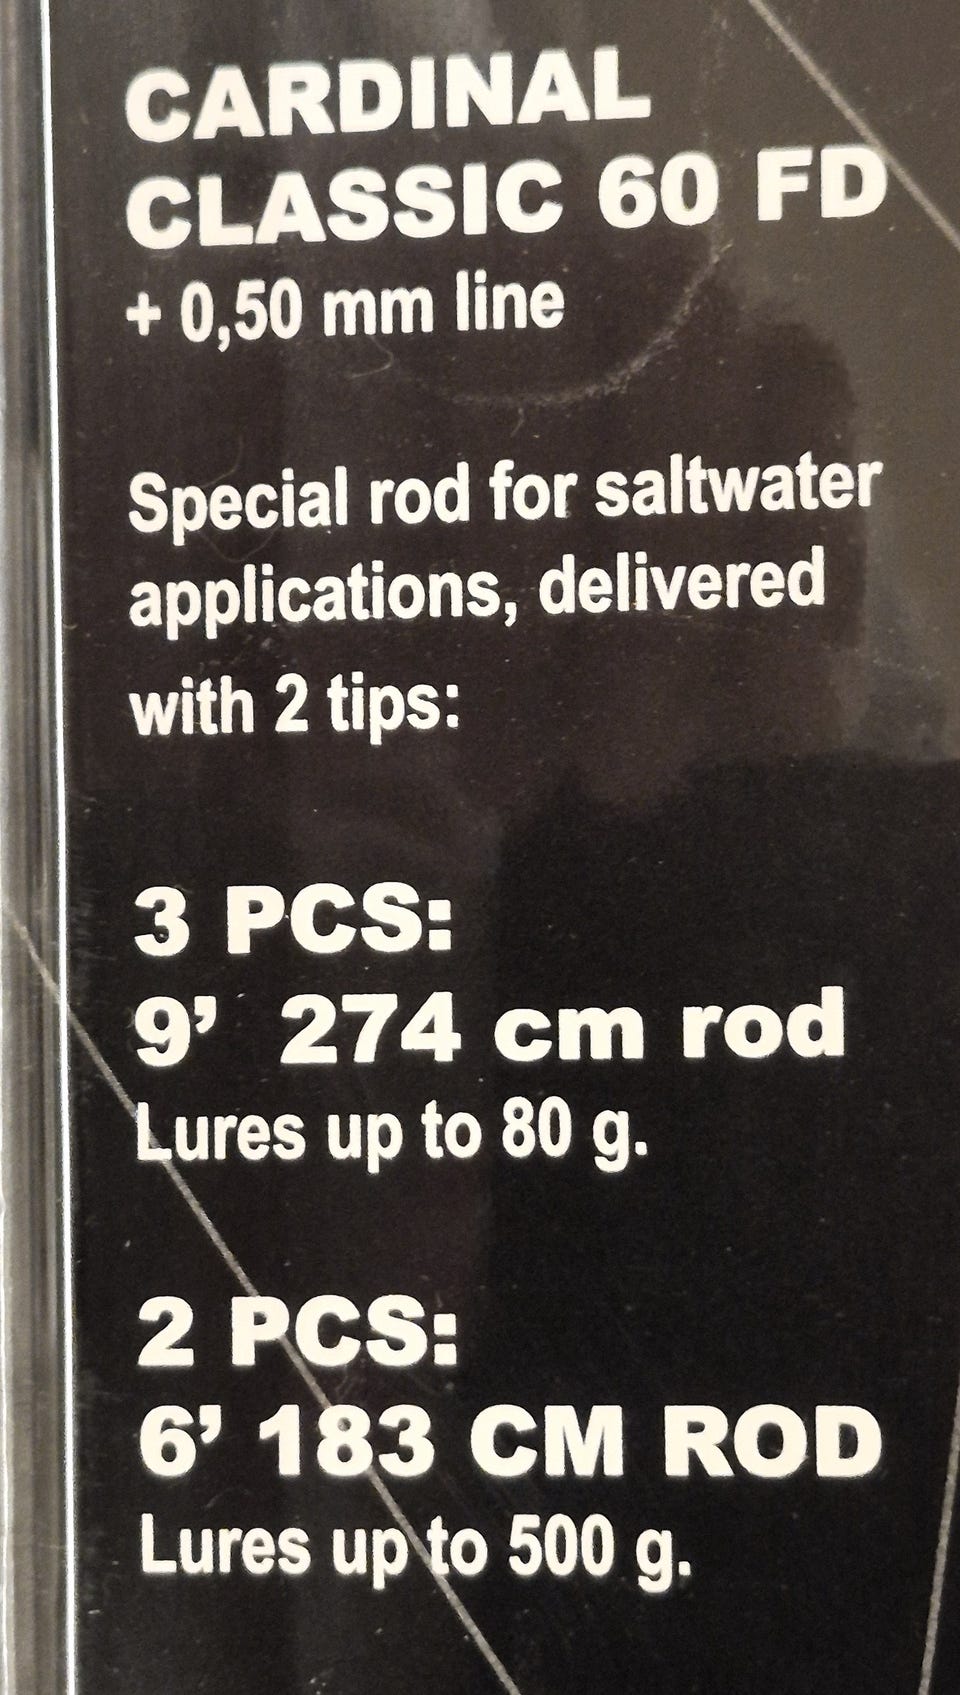 CARDINAL
CLASSIC 60 FD
+ 0,50 mm line
Special rod for saltwater
applications, delivered
with 2 tips:
3 PCS:
9’ 274 cm rod
Lures up to 80 g.
2 PCS:
6’ 183 CM ROD
Lures up to 500 g.